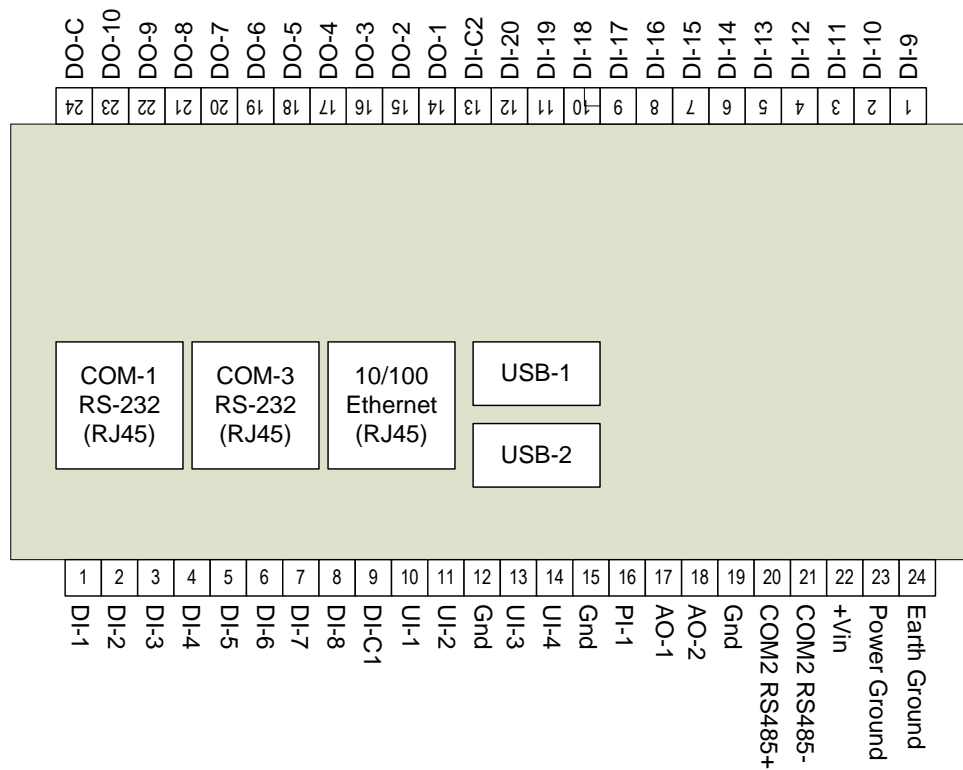 DO-C
DO-10
DO-9
DO-8
DO-7
DO-6
DO-5
DO-4
DO-3
DO-2
DO-1
DI-C2
DI-20
DI-19
DI-18
DI-17
DI-16
DI-15
DI-14
DI-13
DI-12
DI-11
DI-10
DI-9
24
23
22
21
20
19
18
17
16
15
14
13
12
11
10
9
8
7
6
5
4
3
2
1
COM-1
RS-232
(RJ45)
COM-3
RS-232
(RJ45)
10/100
Ethernet
(RJ45)
USB-1
USB-2
1
2
3
4
5
6
7
8
9
10
11
12
13
14
15
16
17
18
19
20
21
22
23
24
DI-1
DI-2
DI-3
DI-4
DI-5
DI-6
DI-7
DI-8
DI-C1
UI-1
UI-2
Gnd
UI-3
UI-4
Gnd
PI-1
AO-1
AO-2
Gnd
COM2 RS485+
COM2 RS485-
+Vin
Power Ground
Earth Ground